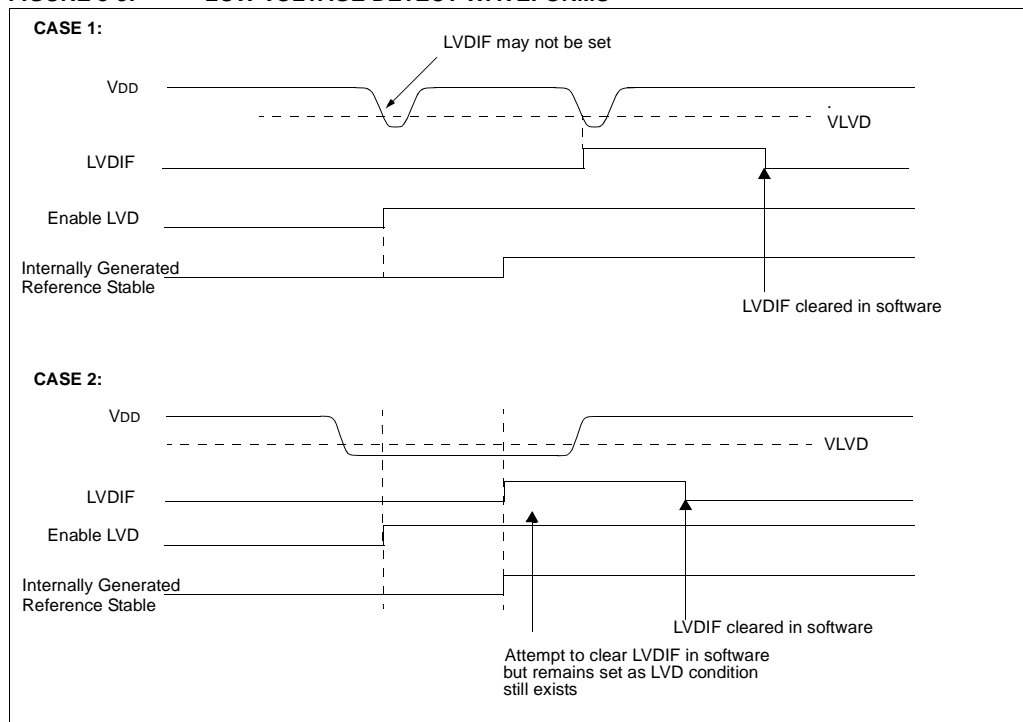 CASE 1:
LVDIF may not be set
VDD
.
VLVD
LVDIF
Enable LVD
Internally Generated
Reference Stable
LVDIF cleared in software
CASE 2:
VDD
VLVD
LVDIF
Enable LVD
Internally Generated
Reference Stable
LVDIF cleared in software
Attempt to clear LVDIF in software
but remains set as LVD condition
still exists